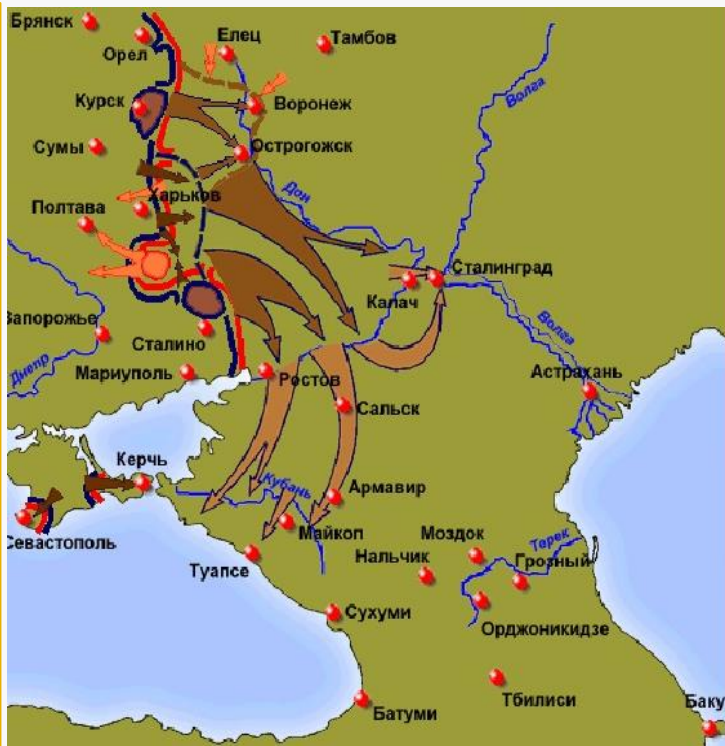 Брянск
Орел
Елец
Тамбов
Курск
Воронеж
Волга
Сумы
Острогожск
Дон
Харьков
Полтава
Сталинград
Калач
Запорожье
Волга
Сталино
Днепр
Мариуполь
Ростов
Астрахань
Сальск
Керчь
Кубань
Армавир
Севастополь
Майкоп
Моздок
Терек
Туапсе
Нальчик
Грозный
Сухуми
Орджоникидзе
Тбилиси
Батуми
Баку